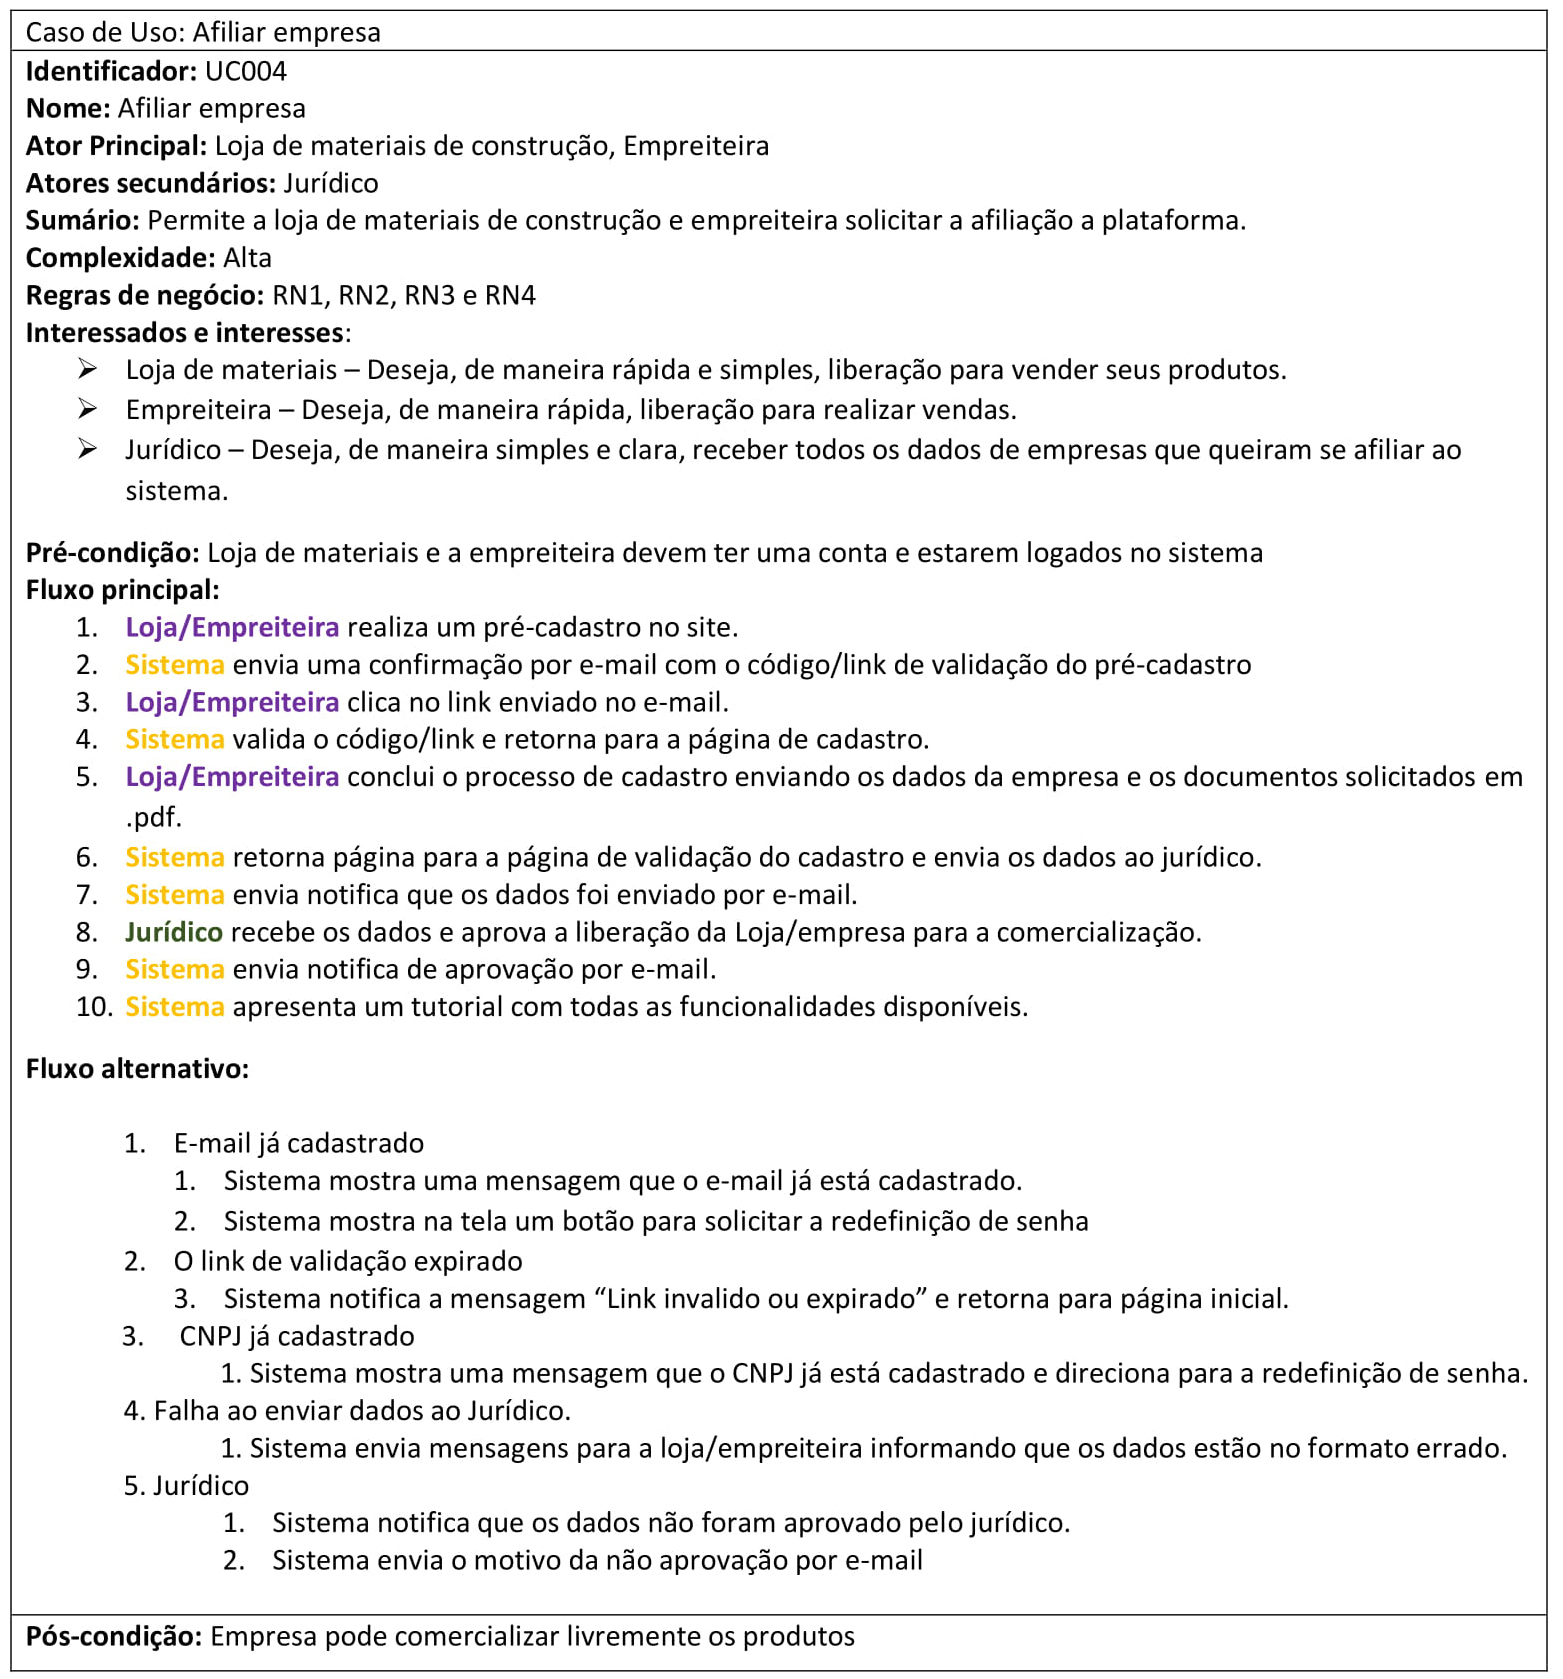 Caso de Uso: Afiliar empresa
Identificador: UC004
Nome: Afiliar empresa
Ator Principal: Loja de materiais de construção, Empreiteira
Atores secundários: Jurídico
Sumário: Permite a loja de materiais de construção e empreiteira solicitar a afiliação a plataforma.
Complexidade: Alta
Regras de negócio: RN1, RN2, RN3 e RN4
Interessados e interesses:
➢ Loja de materiais – Deseja, de maneira rápida e simples, liberação para vender seus produtos.
➢ Empreiteira – Deseja, de maneira rápida, liberação para realizar vendas.
➢ Jurídico – Deseja, de maneira simples e clara, receber todos os dados de empresas que queiram se afiliar ao
sistema.
Pré-condição: Loja de materiais e a empreiteira devem ter uma conta e estarem logados no sistema
Fluxo principal:
1. Loja/Empreiteira realiza um pré-cadastro no site.
2. Sistema envia uma confirmação por e-mail com o código/link de validação do pré-cadastro
3. Loja/Empreiteira clica no link enviado no e-mail.
4. Sistema valida o código/link e retorna para a página de cadastro.
5. Loja/Empreiteira conclui o processo de cadastro enviando os dados da empresa e os documentos solicitados em
.pdf.
6. Sistema retorna página para a página de validação do cadastro e envia os dados ao jurídico.
7. Sistema envia notifica que os dados foi enviado por e-mail.
8. Jurídico recebe os dados e aprova a liberação da Loja/empresa para a comercialização.
9. Sistema envia notifica de aprovação por e-mail.
10. Sistema apresenta um tutorial com todas as funcionalidades disponíveis.
Fluxo alternativo:
1. E-mail já cadastrado
1. Sistema mostra uma mensagem que o e-mail já está cadastrado.
2. Sistema mostra na tela um botão para solicitar a redefinição de senha
2. O link de validação expirado
3. Sistema notifica a mensagem “Link invalido ou expirado” e retorna para página inicial.
3. CNPJ já cadastrado
1. Sistema mostra uma mensagem que o CNPJ já está cadastrado e direciona para a redefinição de senha.
4. Falha ao enviar dados ao Jurídico.
1. Sistema envia mensagens para a loja/empreiteira informando que os dados estão no formato errado.
5. Jurídico
1. Sistema notifica que os dados não foram aprovado pelo jurídico.
2. Sistema envia o motivo da não aprovação por e-mail
Pós-condição: Empresa pode comercializar livremente os produtos